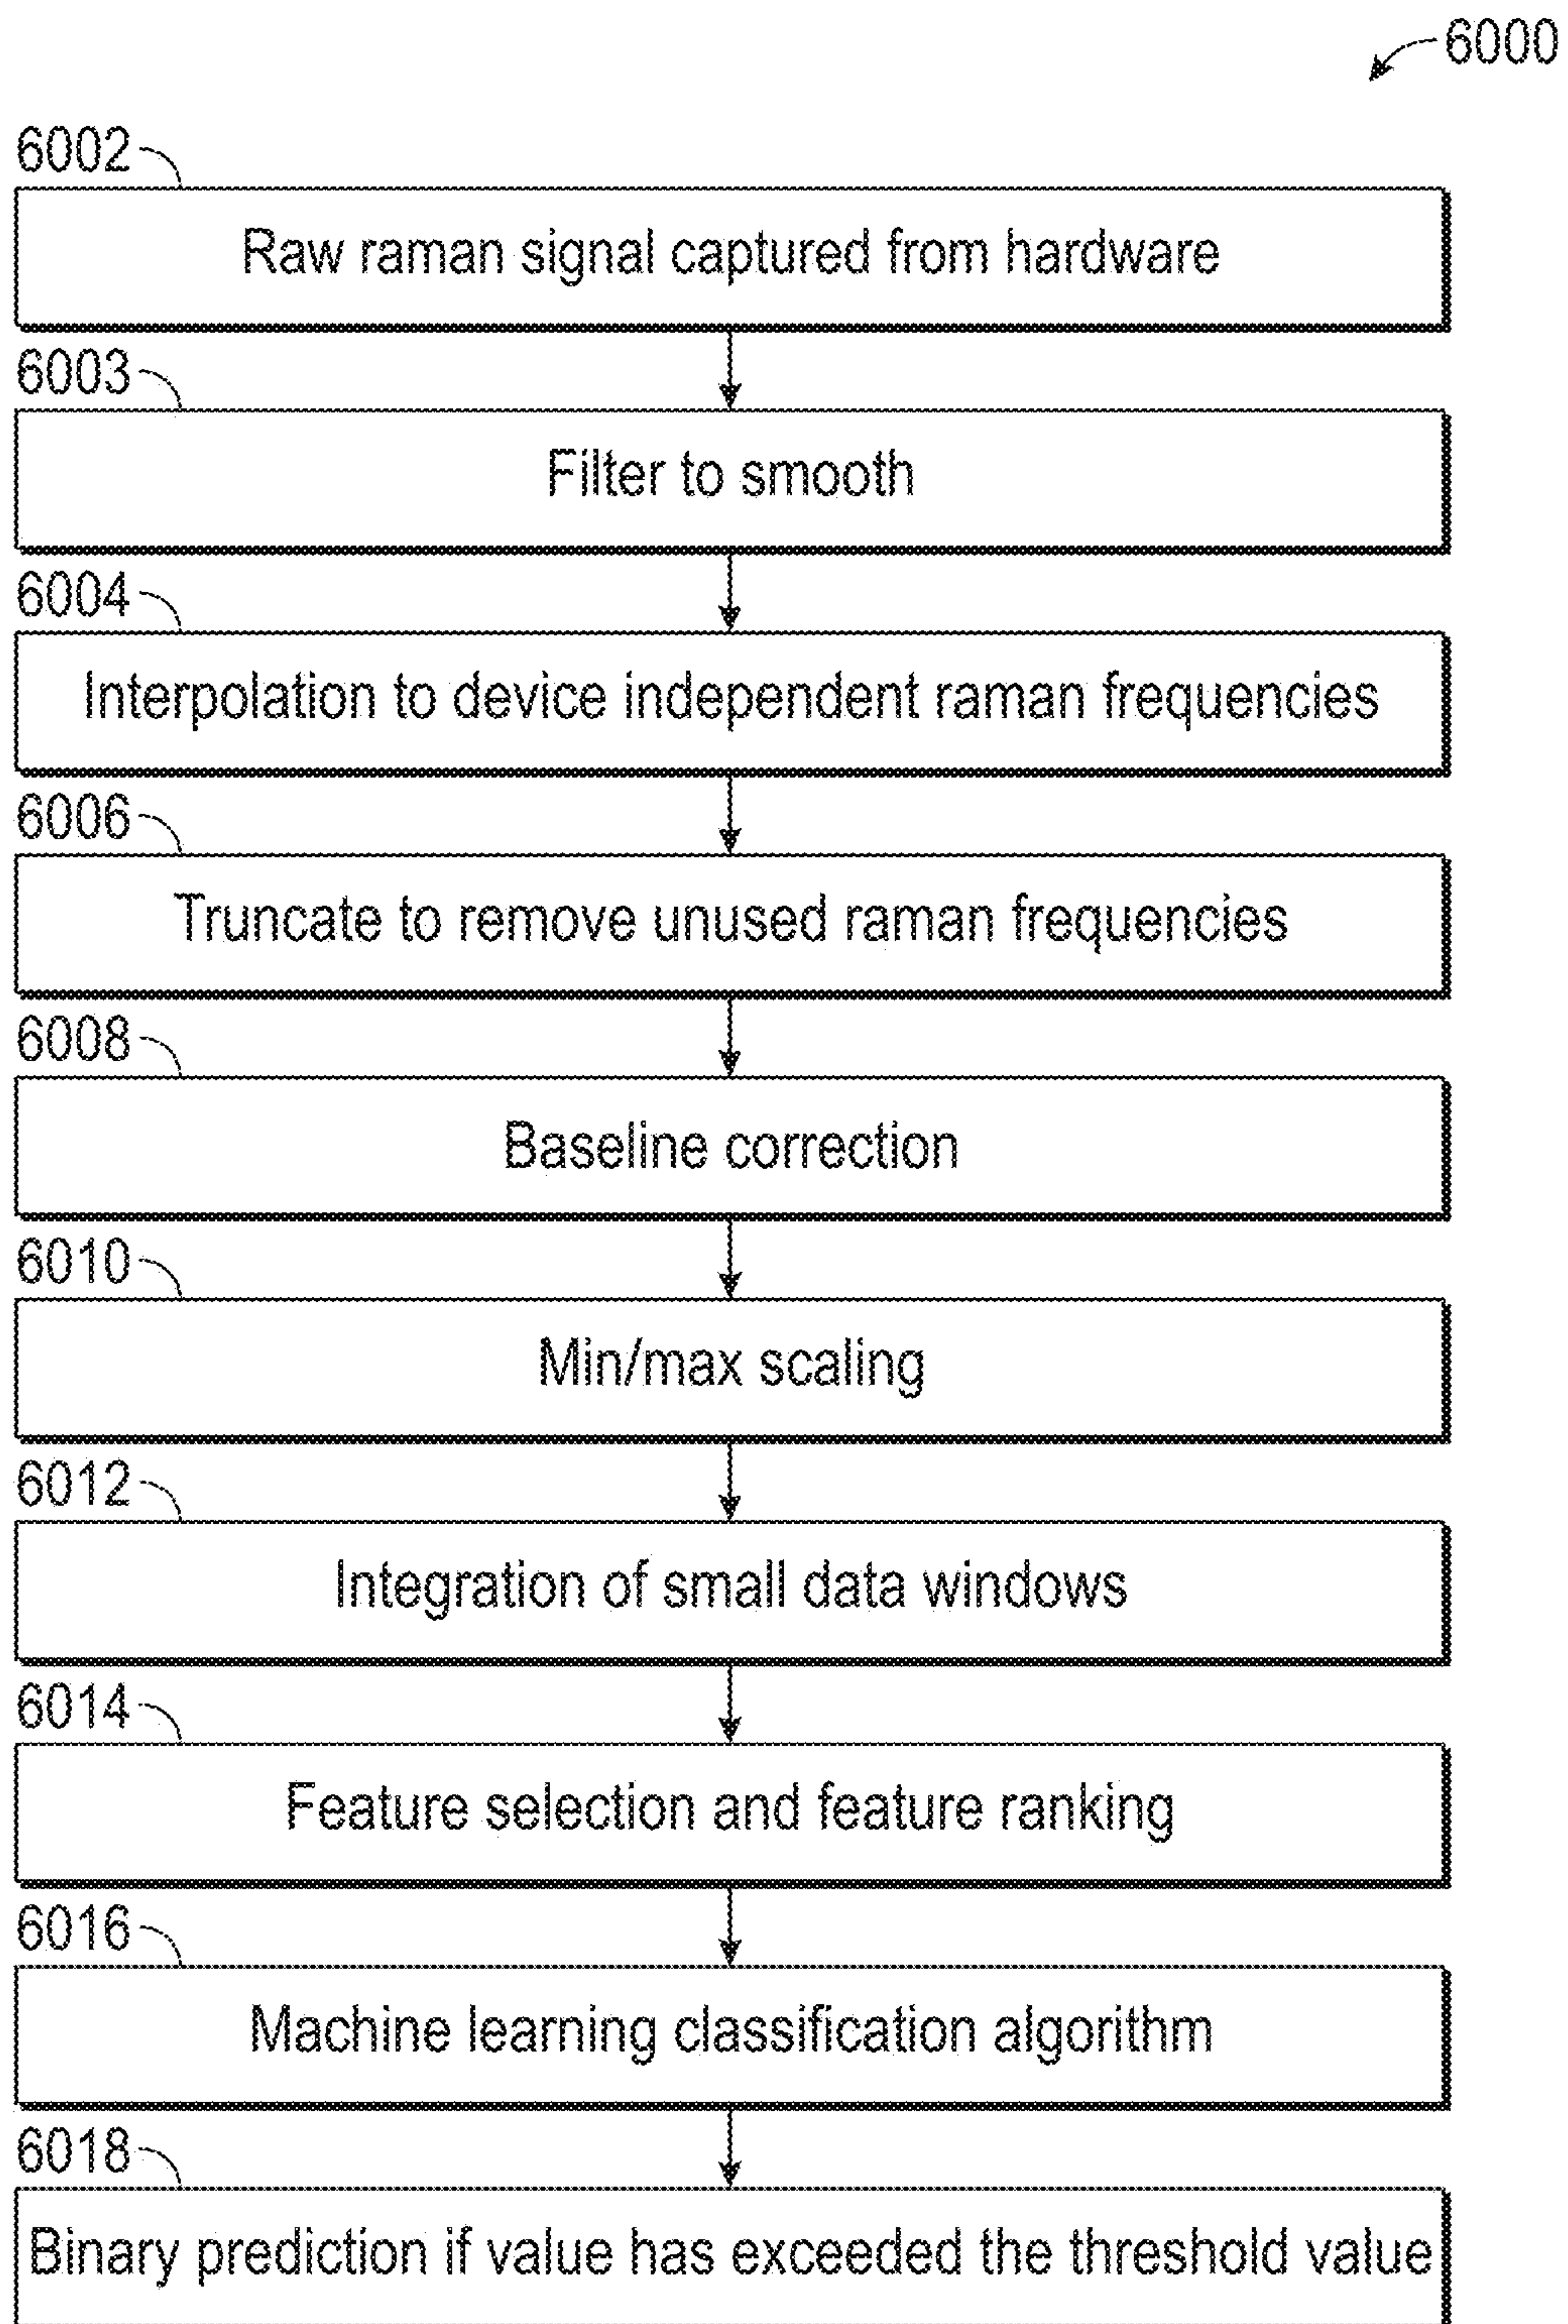 6000
6002
Raw raman signal captured from hardware
6003
Filter to smooth
6004
Interpolation to device independent raman frequencies
6006
Truncate to remove unused raman frequencies
6008
Baseline correction
6010
Min/max scaling
6012
Integration of small data windows
6014
Feature selection and feature ranking
6016
Machine learning classification algorithm
6018
Binary prediction if value has exceeded the threshold value